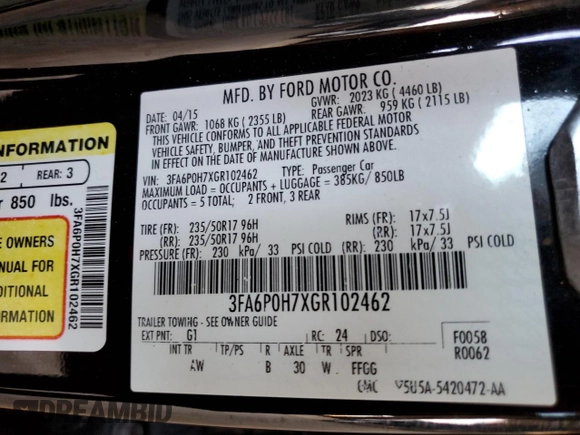 MFD. BY FORD MOTOR CO.
DATE: 04/15
GVWR: 2023 KG ( 4460 LB)
FRONT GAWR: 1068 KG ( 2355 LB)
REAR GAWR: 959 KG ( 2115 LB)
THIS VEHICLE CONFORMS TO ALL APPLICABLE FEDERAL MOTOR
VEHICLE SAFETY, BUMPER, AND THEFT PREVENTION STANDARDS
IN EFFECT ON THE DATE OF MANUFACTURE SHOWN ABOVE.
VIN: 3FA6P0H7XGR102462 TYPE: Passenger Car
MAXIMUM LOAD = OCCUPANTS + LUGGAGE = 385KG/ 850LB
OCCUPANTS = 5 TOTAL; 2 FRONT, 3 REAR
TIRE (FR): 235/50R17 96H RIMS (FR): 17x7.5J
(RR): 235/50R17 96H (RR): 17x7.5J
PRESSURE (FR): 230 kPa/ 33 PSI COLD (RR): 230 kPa/ 33 PSI COLD
3FA6P0H7XGR102462
TRAILER TOWING - SEE OWNER GUIDE
EXT PNT: G1 RC: 24 DSO: F0058
R0062
INT TR TP/PS R AXLE TR SPR
AW B 30 W FFGG
V5U5A-5420472-AA
INFORMATION
2 REAR: 3
r 850 lbs.
E OWNERS
NUAL FOR
DITIONAL
ORMATION
3FA6P0H7XGR102462
DREAMBID